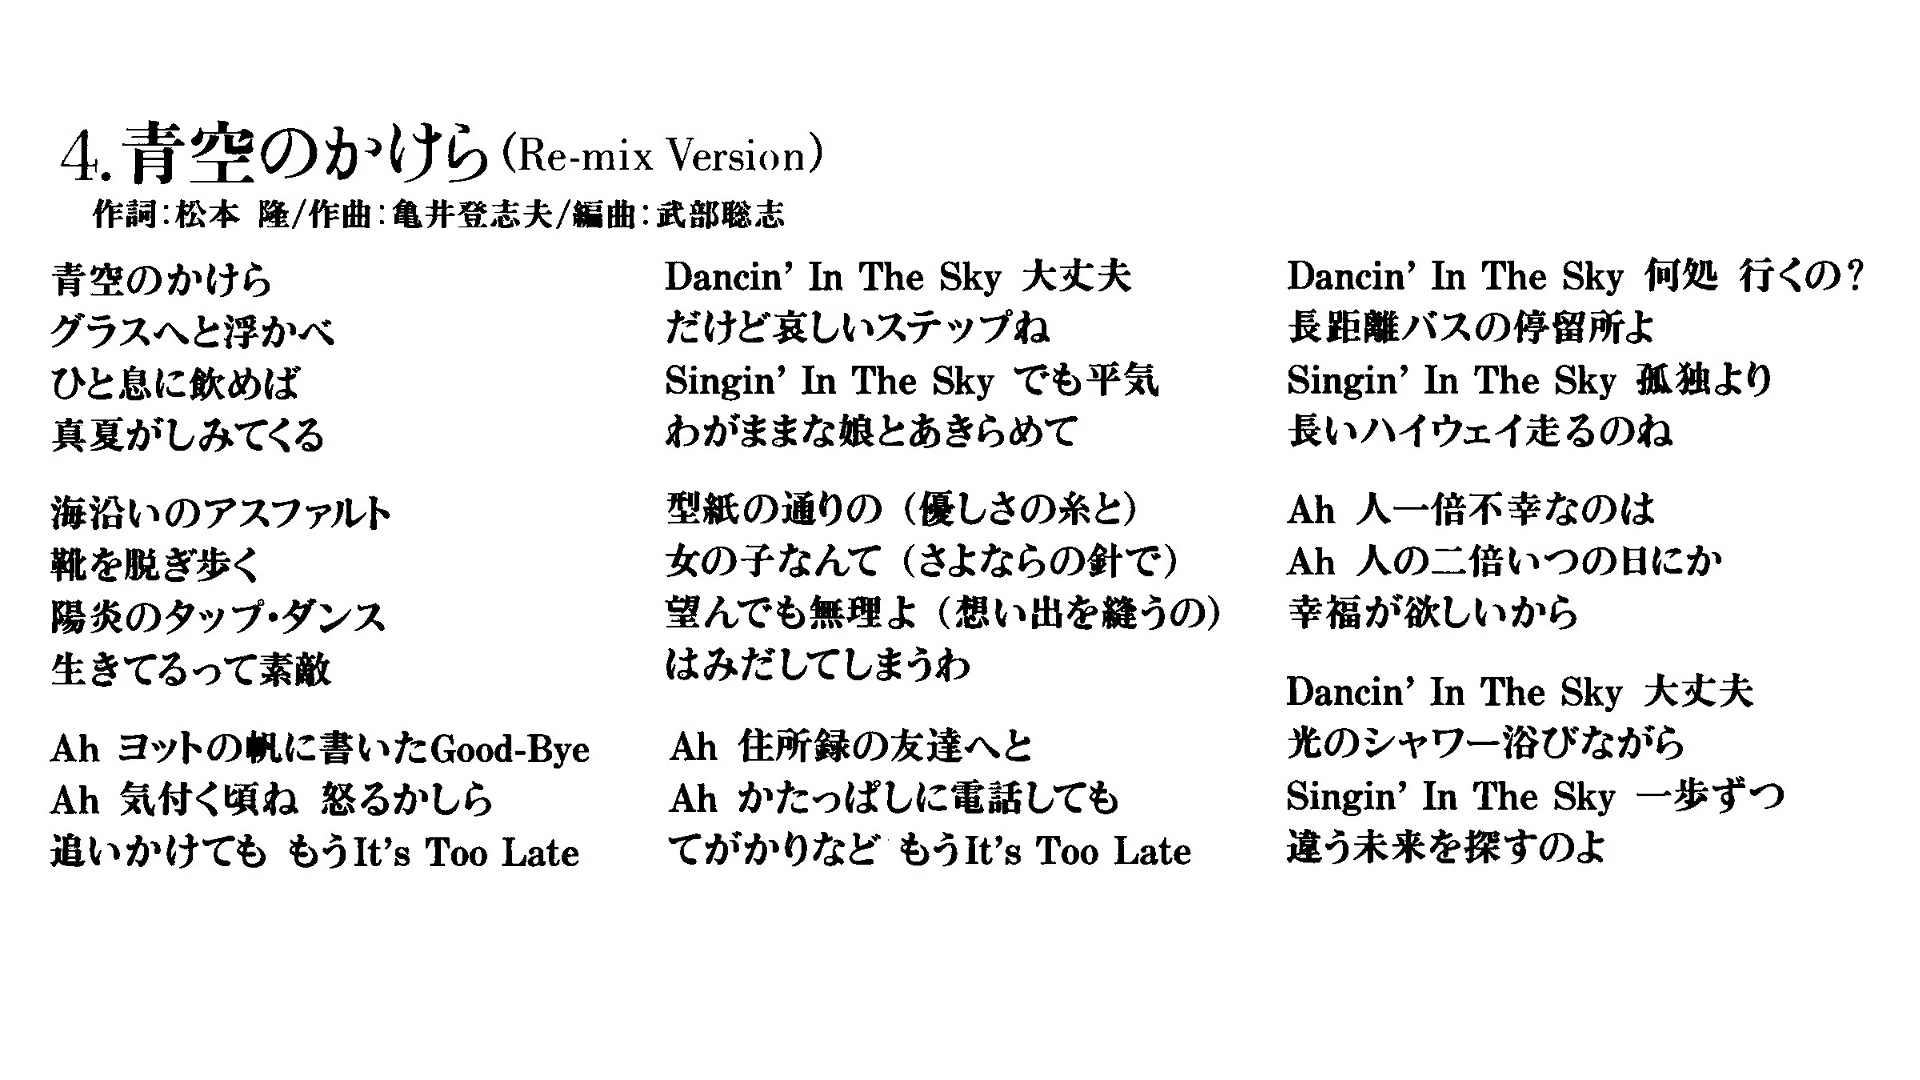 4.青空のかけら(Re-mix Version)
作詞:松本 隆/作曲:亀井登志夫/編曲:武部聡志
青空のかけら
グラスへと浮かべ
ひと息に飲めば
真夏がしみてくる
海沿いのアスファルト
靴を脱ぎ歩く
陽炎のタップ・ダンス
生きてるって素敵
Ah ヨットの帆に書いたGood-Bye
Ah 気付く頃ね 怒るかしら
追いかけても もうIt's Too Late
Dancin' In The Sky 大丈夫
だけど哀しいステップね
Singin' In The Sky でも平気
わがままな娘とあきらめて
型紙の通りの（優しさの糸と）
女の子なんて（さよならの針で）
望んでも無理よ（想い出を縫うの）
はみだしてしまうわ
Ah 住所録の友達へと
Ah かたっぱしに電話しても
てがかりなど もうIt's Too Late
Dancin' In The Sky 何処 行くの？
長距離バスの停留所よ
Singin' In The Sky 孤独より
長いハイウェイ走るのね
Ah 人一倍不幸なのは
Ah 人の二倍いつの日にか
幸福が欲しいから
Dancin' In The Sky 大丈夫
光のシャワー浴びながら
Singin' In The Sky 一歩ずつ
違う未来を探すのよ